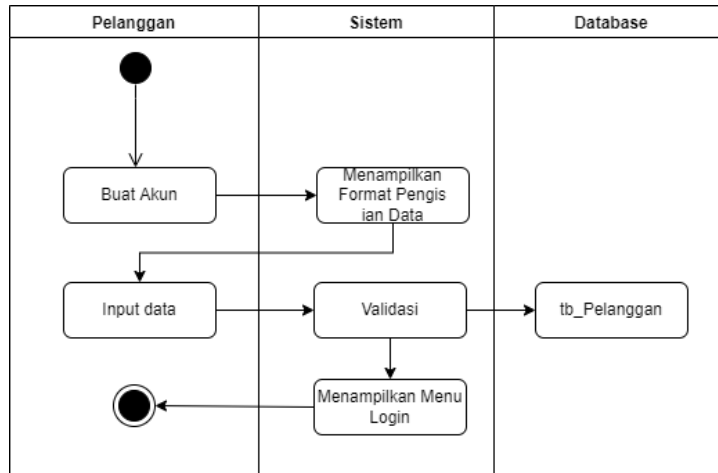 Pelanggan
Sistem
Database
Buat Akun
Menampilkan
Format Pengis
ian Data
Input data
Validasi
tb_Pelanggan
Menampilkan Menu
Login